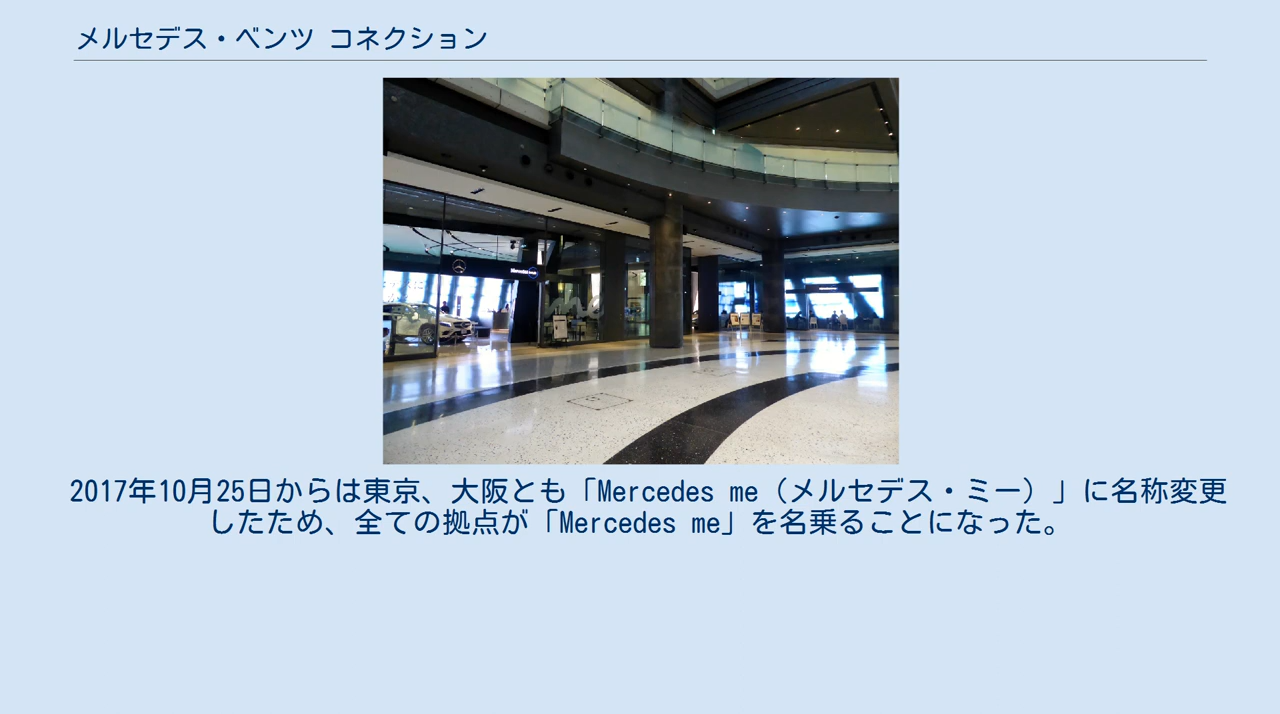 メルセデス・ベンツ コネクション
Mercedes me
me
2017年10月25日からは東京、大阪とも「Mercedes me（メルセデス・ミー）」に名称変更
したため、全ての拠点が「Mercedes me」を名乗ることになった。